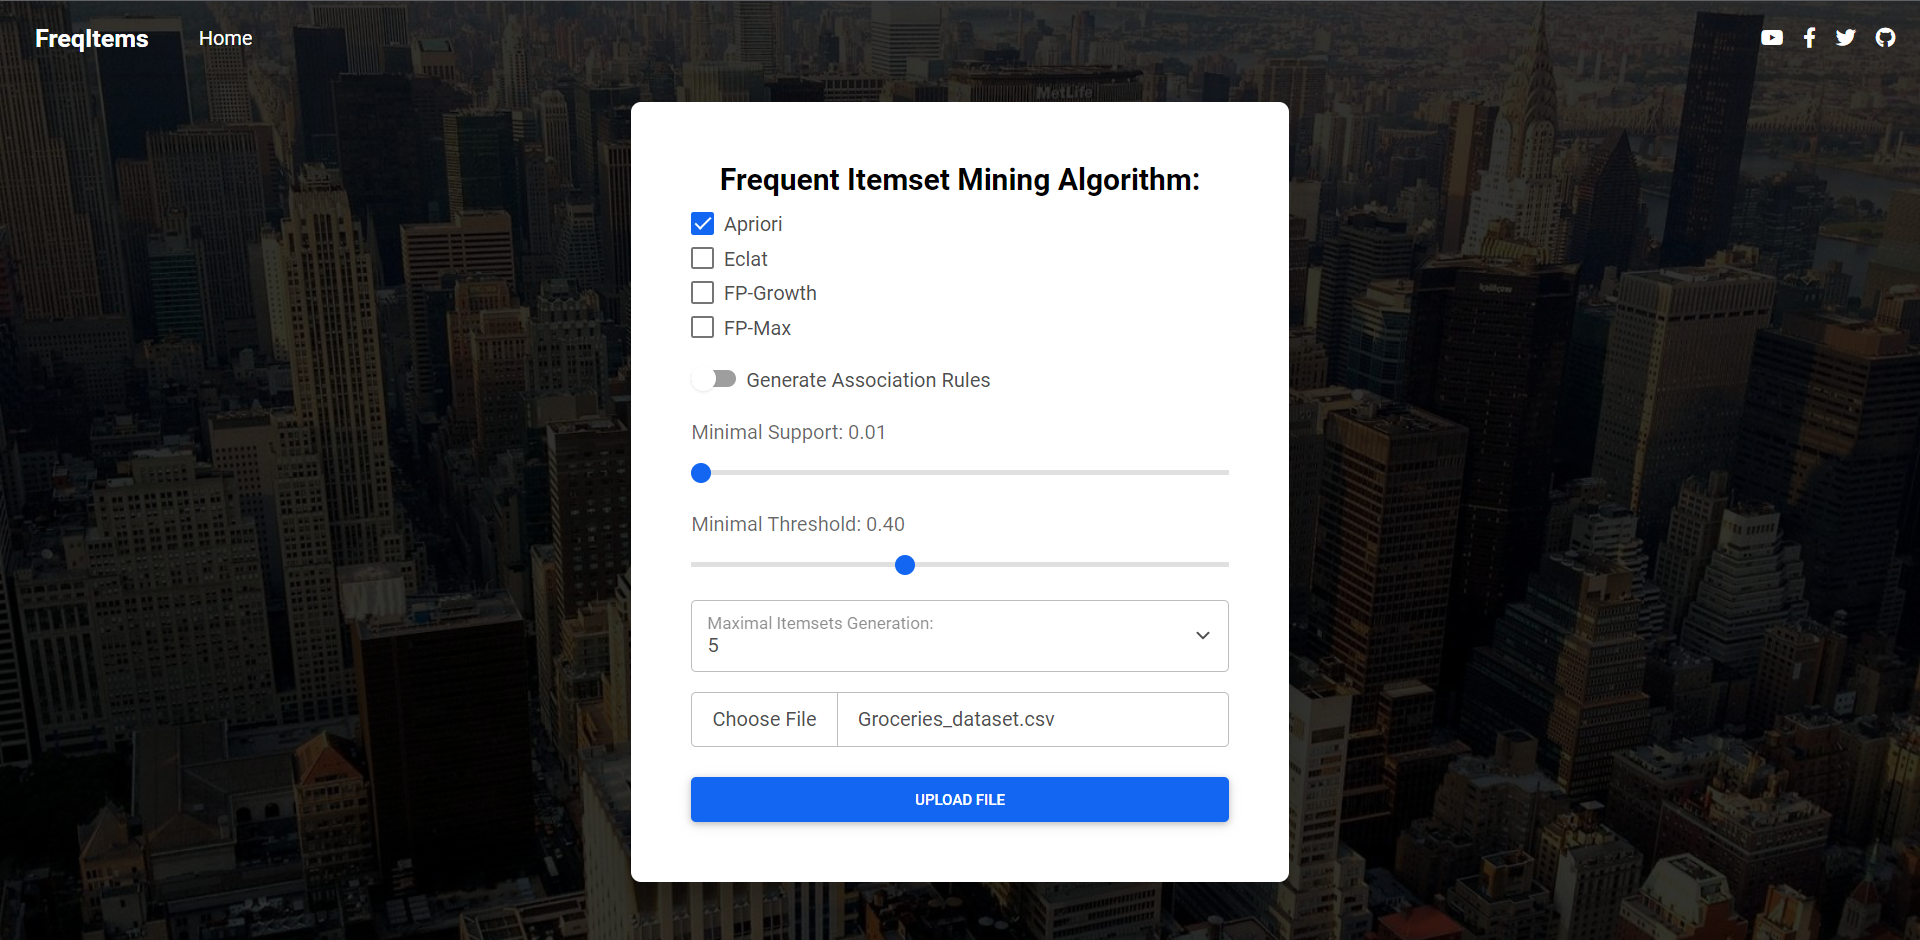 FreqItems Home
MetLife
Frequent Itemset Mining Algorithm:
Apriori
Eclat
FP-Growth
FP-Max
Generate Association Rules
Minimal Support: 0.01
Minimal Threshold: 0.40
Maximal Itemsets Generation:
5
Choose File Groceries_dataset.csv
UPLOAD FILE